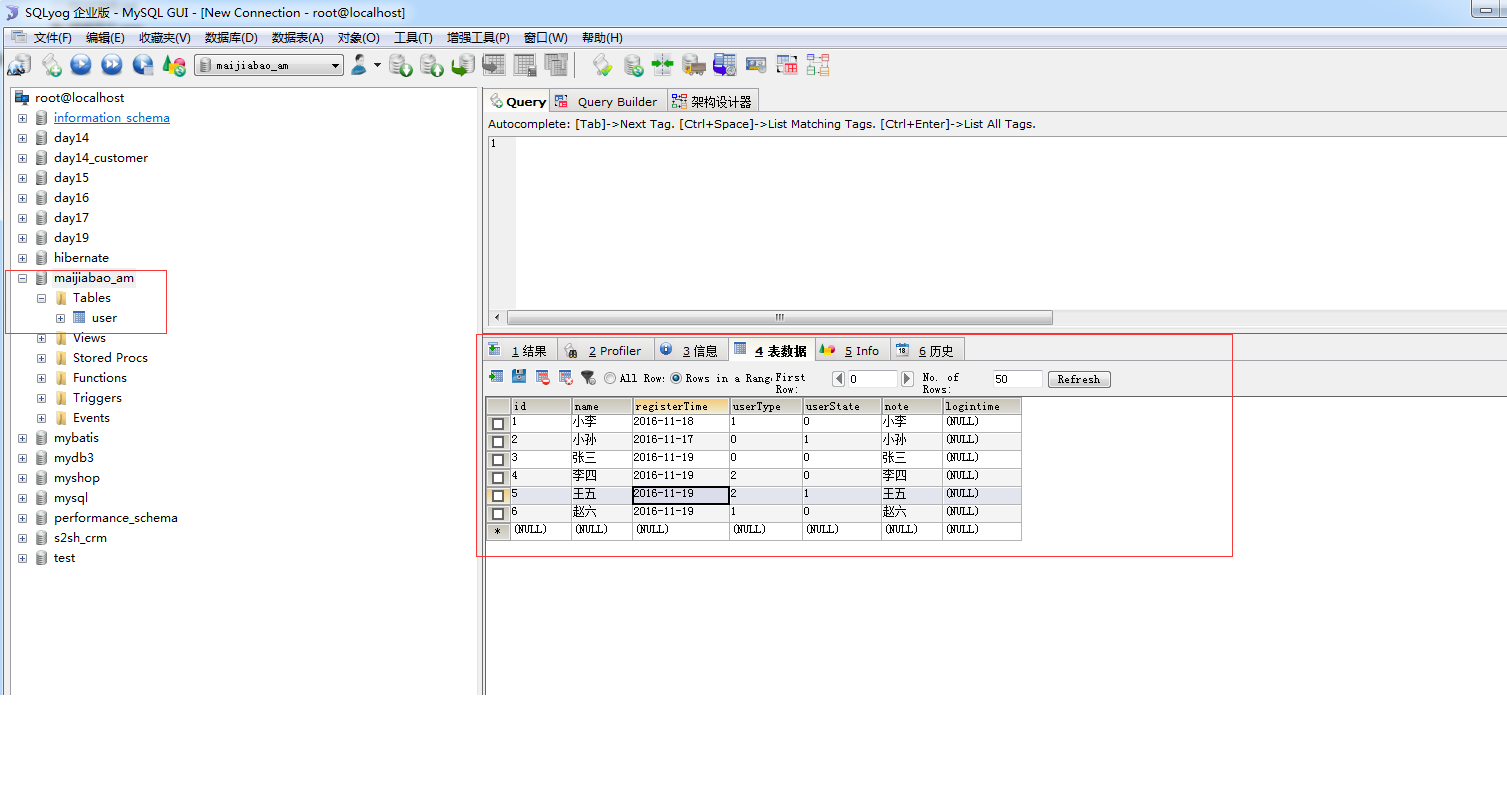 SQLyog 企业版 - MySQL GUI - [New Connection - root@localhost]
文件(F) 编辑(E) 收藏夹(V) 数据库(D) 数据表(A) 对象(O) 工具(T) 增强工具(P) 窗口(W) 帮助(H)
maijiabao_am
root@localhost
information_schema
day14
day14_customer
day15
day16
day17
day19
hibernate
maijiabao_am
Tables
user
Views
Stored Procs
Functions
Triggers
Events
mybatis
mydb3
myshop
mysql
performance_schema
s2sh_crm
test
Query Query Builder 架构设计器
Autocomplete: [Tab]->Next Tag. [Ctrl+Space]->List Matching Tags. [Ctrl+Enter]->List All Tags.
1
1 结果 2 Profiler 3 信息 4 表数据 5 Info 6 历史
All Row: Rows in a Rang. First Row: 0 No. of Rows: 50 Refresh
id name registerTime userType userState note logintime
1 小李 2016-11-18 1 0 小李 (NULL)
2 小孙 2016-11-17 0 1 小孙 (NULL)
3 张三 2016-11-19 0 0 张三 (NULL)
4 李四 2016-11-19 2 0 李四 (NULL)
5 王五 2016-11-19 2 1 王五 (NULL)
6 赵六 2016-11-19 1 0 赵六 (NULL)
* (NULL) (NULL) (NULL) (NULL) (NULL) (NULL) (NULL)